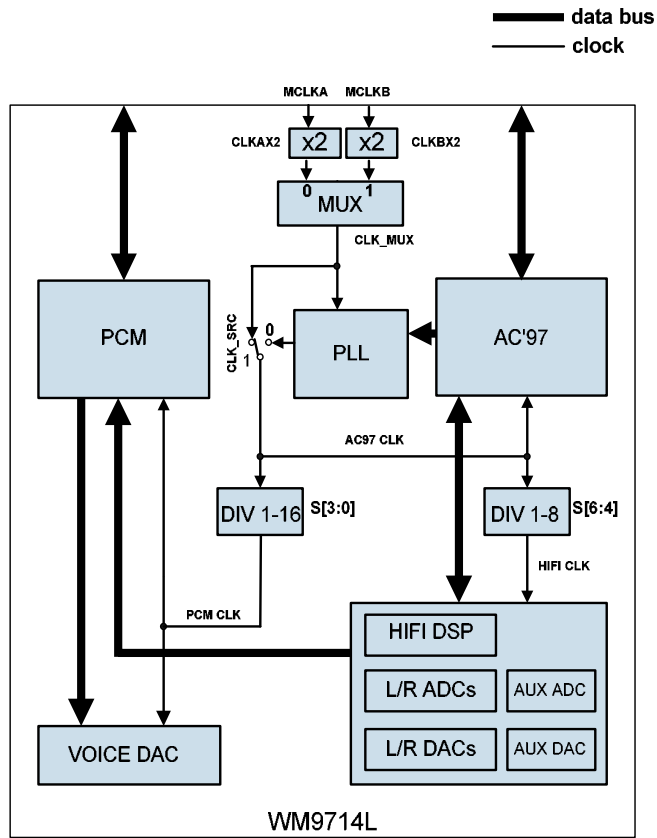 data bus
clock
MCLKA
MCLKB
CLKAX2
x2
x2
CLKBX2
0
1
MUX
CLK_MUX
PCM
CLK_SRC
0
1
PLL
AC'97
AC97 CLK
DIV 1-16
S[3:0]
DIV 1-8
S[6:4]
HIFI CLK
PCM CLK
HIFI DSP
L/R ADCs
AUX ADC
VOICE DAC
L/R DACs
AUX DAC
WM9714L